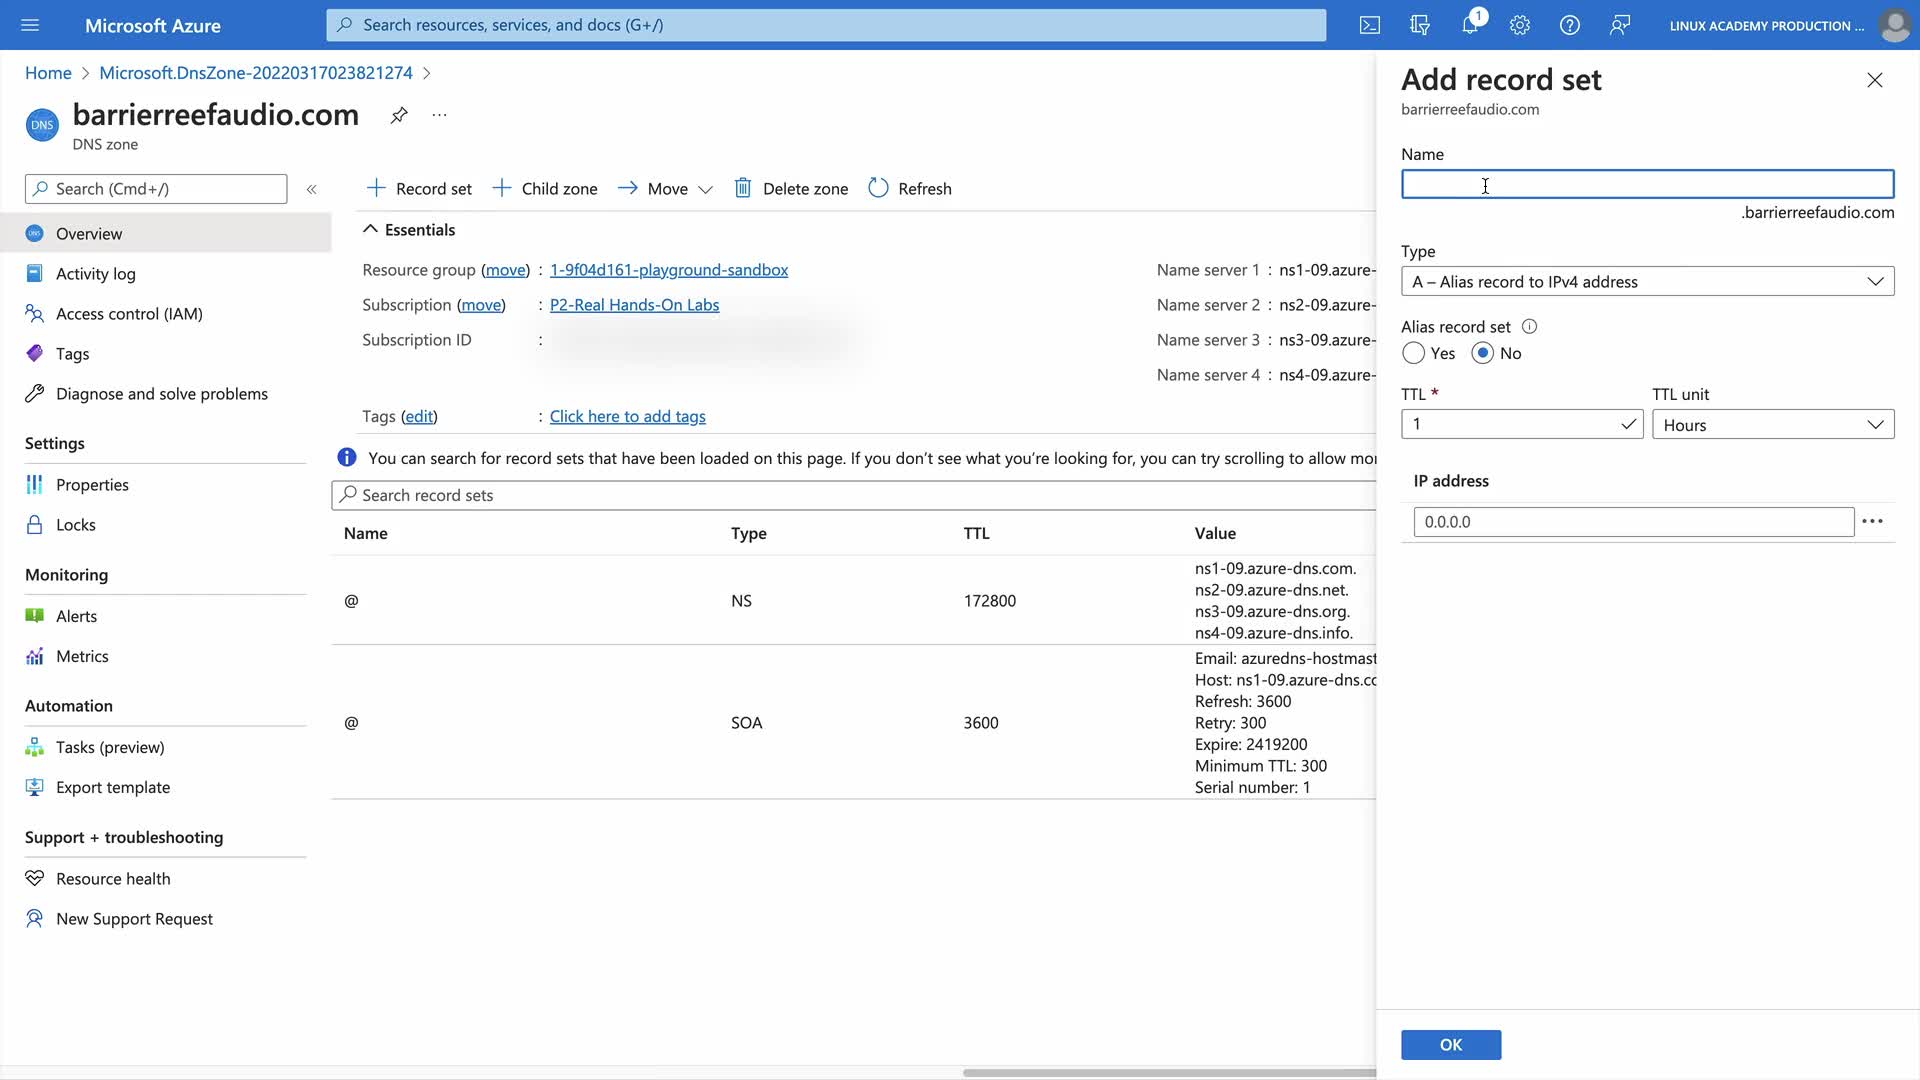 Microsoft Azure
Search resources, services, and docs (G+/)
1
LINUX ACADEMY PRODUCTION ...
Home > Microsoft.DnsZone-20220317023821274 >
DNS
barrierreefaudio.com
...
DNS zone
Search (Cmd+/)
«
Overview
Activity log
Access control (IAM)
Tags
Diagnose and solve problems
Settings
Properties
Locks
Monitoring
Alerts
Metrics
Automation
Tasks (preview)
Export template
Support + troubleshooting
Resource health
New Support Request
Record set
Child zone
Move
Delete zone
Refresh
Essentials
Resource group (move) : 1-9f04d161-playground-sandbox
Subscription (move) : P2-Real Hands-On Labs
Subscription ID :
Tags (edit) : Click here to add tags
Name server 1 : ns1-09.azure-
Name server 2 : ns2-09.azure-
Name server 3 : ns3-09.azure-
Name server 4 : ns4-09.azure-
You can search for record sets that have been loaded on this page. If you don't see what you're looking for, you can try scrolling to allow mo
Search record sets
Name Type TTL Value
@ NS 172800
ns1-09.azure-dns.com.
ns2-09.azure-dns.net.
ns3-09.azure-dns.org.
ns4-09.azure-dns.info.
@ SOA 3600
Email: azuredns-hostmast
Host: ns1-09.azure-dns.co
Refresh: 3600
Retry: 300
Expire: 2419200
Minimum TTL: 300
Serial number: 1
Add record set
barrierreefaudio.com
Name
.barrierreefaudio.com
Type
A – Alias record to IPv4 address
Alias record set
Yes No
TTL * TTL unit
1 Hours
IP address
0.0.0.0 ...
OK